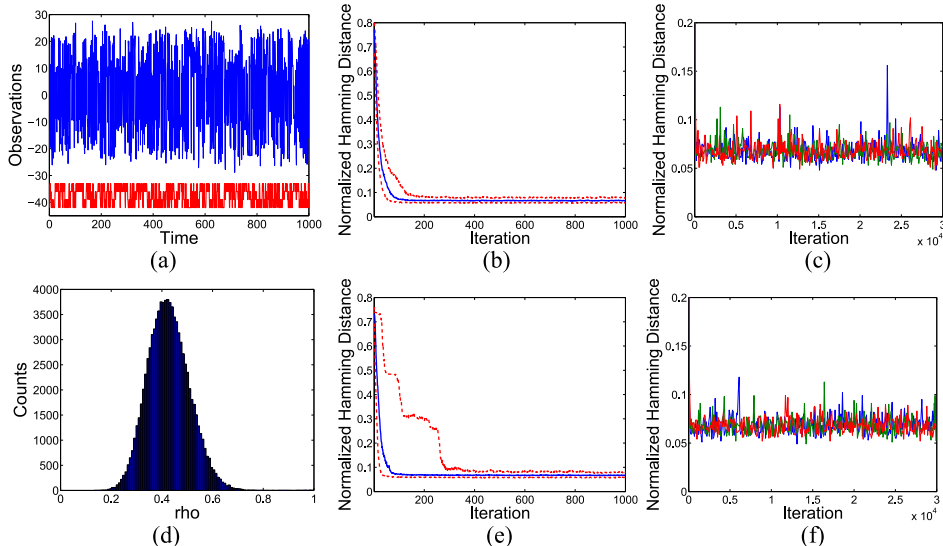 30
20
10
0
−10
−20
−30
−40
Observations
0 200 400 600 800 1000
Time
(a)
0.8
0.7
0.6
0.5
0.4
0.3
0.2
0.1
0
Normalized Hamming Distance
0 200 400 600 800 1000
Iteration
(b)
0.2
0.15
0.1
0.05
0
Normalized Hamming Distance
0 0.5 1 1.5 2 2.5 3
Iteration
x 10^4
(c)
4000
3500
3000
2500
2000
1500
1000
500
0
Counts
0 0.2 0.4 0.6 0.8 1
rho
(d)
0.8
0.7
0.6
0.5
0.4
0.3
0.2
0.1
0
Normalized Hamming Distance
0 200 400 600 800 1000
Iteration
(e)
0.2
0.15
0.1
0.05
0
Normalized Hamming Distance
0 0.5 1 1.5 2 2.5 3
Iteration
x 10^4
(f)